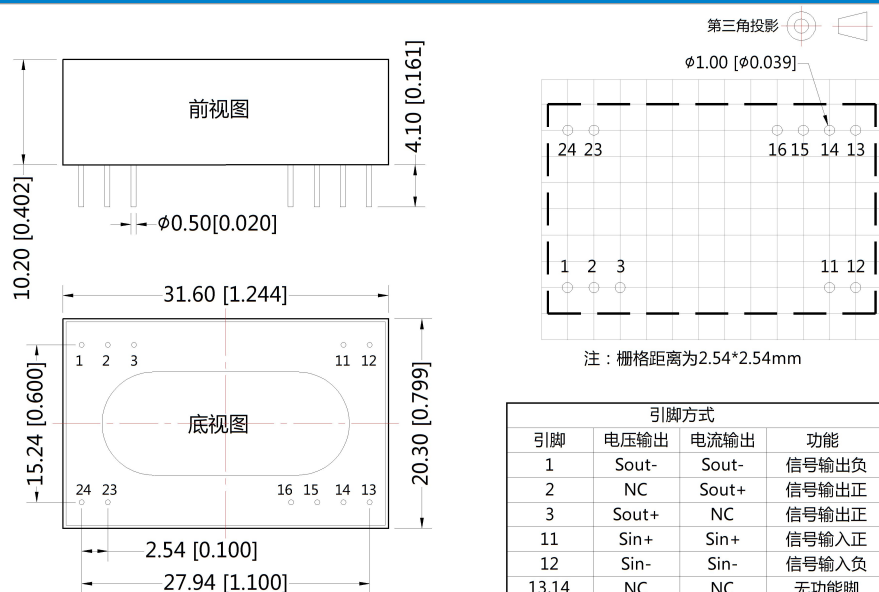 第三角投影
前视图
4.10 [0.161]
10.20 [0.402]
φ0.50[0.020]
φ1.00 [φ0.039]
24 23 16 15 14 13
1 2 3 11 12
注：栅格距离为2.54*2.54mm
31.60 [1.244]
1 2 3 11 12
底视图
15.24 [0.600]
20.30 [0.799]
24 23 16 15 14 13
2.54 [0.100]
27.94 [1.100]
引脚方式
引脚 电压输出 电流输出 功能
1 Sout- Sout- 信号输出负
2 NC Sout+ 信号输出正
3 Sout+ NC 信号输出正
11 Sin+ Sin+ 信号输入正
12 Sin- Sin- 信号输入负
13,14 NC NC 无功能脚